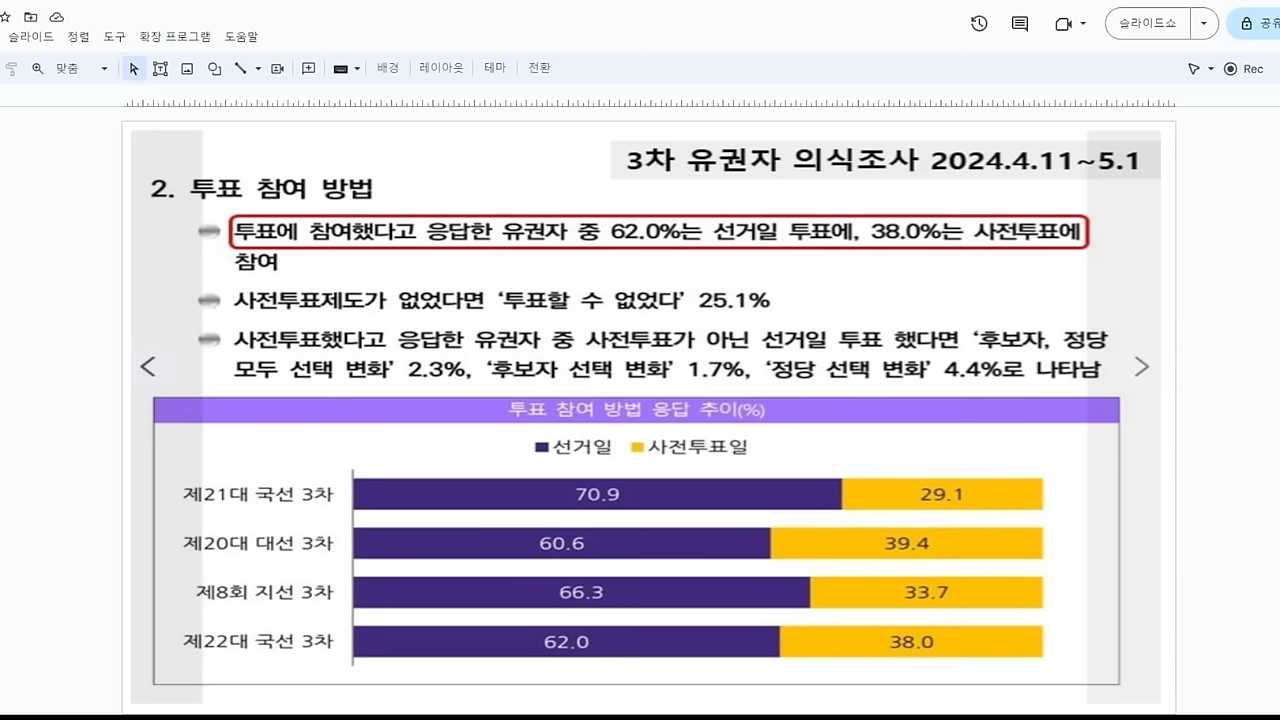 슬라이드 정렬 도구 확장 프로그램 도움말
슬라이드쇼
맞춤
배경 레이아웃 테마 전환
Rec
3차 유권자 의식조사 2024.4.11~5.1
2. 투표 참여 방법
투표에 참여했다고 응답한 유권자 중 62.0%는 선거일 투표에, 38.0%는 사전투표에
참여
사전투표제도가 없었다면 ‘투표할 수 없었다’ 25.1%
사전투표했다고 응답한 유권자 중 사전투표가 아닌 선거일 투표 했다면 ‘후보자, 정당
모두 선택 변화’ 2.3%, ‘후보자 선택 변화’ 1.7%, ‘정당 선택 변화’ 4.4%로 나타남
투표 참여 방법 응답 추이(%)
선거일 사전투표일
제21대 국선 3차 70.9 29.1
제20대 대선 3차 60.6 39.4
제8회 지선 3차 66.3 33.7
제22대 국선 3차 62.0 38.0